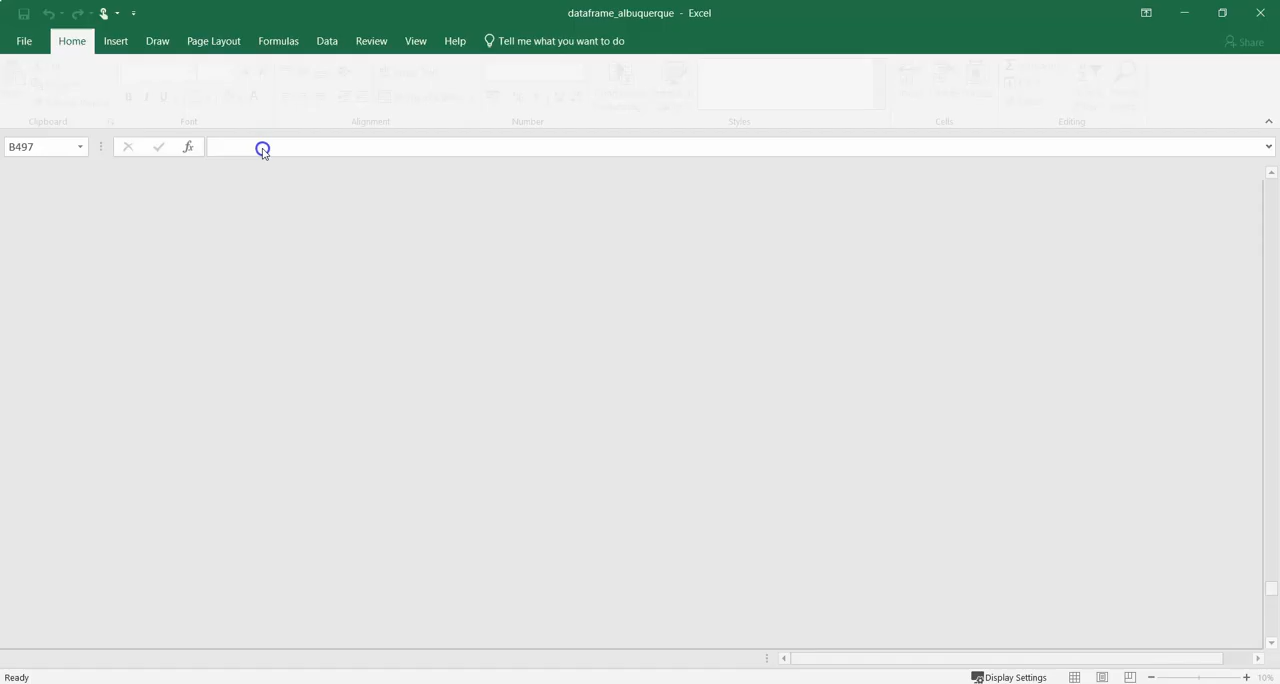 dataframe_albuquerque - Excel
File Home Insert Draw Page Layout Formulas Data Review View Help Tell me what you want to do Share
Clipboard Font Alignment Number Styles Cells Editing
B497 fx
Ready Display Settings 10%